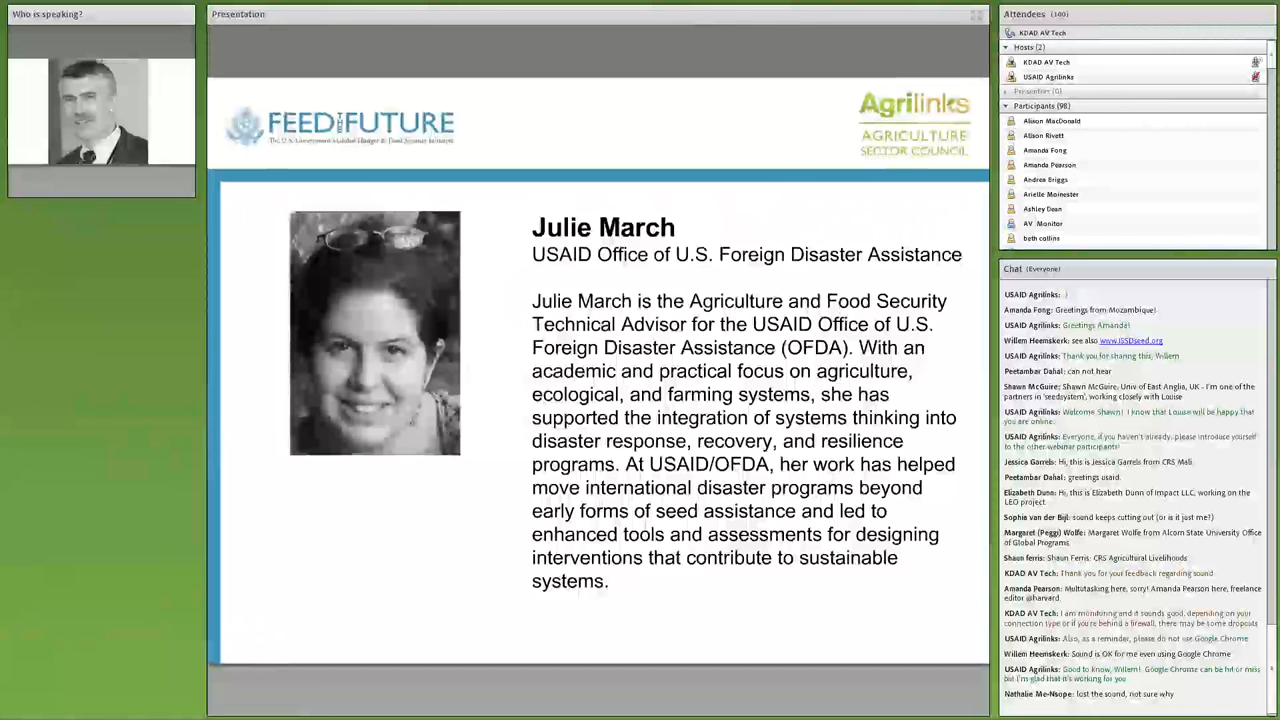 Who is speaking?
Presentation
FEED THE FUTURE
The U.S. Government's Global Hunger & Food Security Initiative
Agrilinks
AGRICULTURE
SECTOR COUNCIL
Julie March
USAID Office of U.S. Foreign Disaster Assistance
Julie March is the Agriculture and Food Security
Technical Advisor for the USAID Office of U.S.
Foreign Disaster Assistance (OFDA). With an
academic and practical focus on agriculture,
ecological, and farming systems, she has
supported the integration of systems thinking into
disaster response, recovery, and resilience
programs. At USAID/OFDA, her work has helped
move international disaster programs beyond
early forms of seed assistance and led to
enhanced tools and assessments for designing
interventions that contribute to sustainable
systems.
Attendees (100)
KDAD AV Tech
Hosts (2)
KDAD AV Tech
USAID Agrilinks
Presenters (0)
Participants (98)
Alison MacDonald
Alison Rivett
Amanda Fong
Amanda Pearson
Andrea Briggs
Arielle Moinester
Ashley Dean
AV Monitor
beth collins
Chat (Everyone)
USAID Agrilinks: :)
Amanda Fong: Greetings from Mozambique!
USAID Agrilinks: Greetings Amanda!
Willem Heemskerk: see also www.ISSDseed.org
USAID Agrilinks: Thank you for sharing this, Willem
Peetambar Dahal: can not hear
Shawn McGuire: Shawn McGuire, Univ of East Anglia, UK - I'm one of the
partners in 'seedsystem', working closely with Louise
USAID Agrilinks: Welcome Shawn! I know that Louise will be happy that
you are online.
USAID Agrilinks: Everyone, if you haven't already, please introduce yourself
to the other webinar participants!
Jessica Garrels: Hi, this is Jessica Garrels from CRS Mali.
Peetambar Dahal: greetings usaid.
Elizabeth Dunn: Hi, this is Elizabeth Dunn of Impact LLC, working on the
LEO project.
Sophia van der Bijl: sound keeps cutting out (or is it just me?)
Margaret (Peggi) Wolfe: Margaret Wolfe from Alcorn State University Office
of Global Programs.
Shaun ferris: Shaun Ferris: CRS Agricultural Livelihoods
KDAD AV Tech: Thank you for your feedback regarding sound
Amanda Pearson: Multitasking here, sorry! Amanda Pearson here, freelance
editor @harvard.
KDAD AV Tech: I am monitoring and it sounds good, depending on your
connection type or if you're behind a firewall, there may be some dropouts
USAID Agrilinks: Also, as a reminder, please do not use Google Chrome
Willem Heemskerk: Sound is OK for me even using Google Chrome
USAID Agrilinks: Good to know, Willem! Google Chrome can be hit or miss
but I'm glad that it's working for you
Nathalie Me-Nsope: lost the sound, not sure why